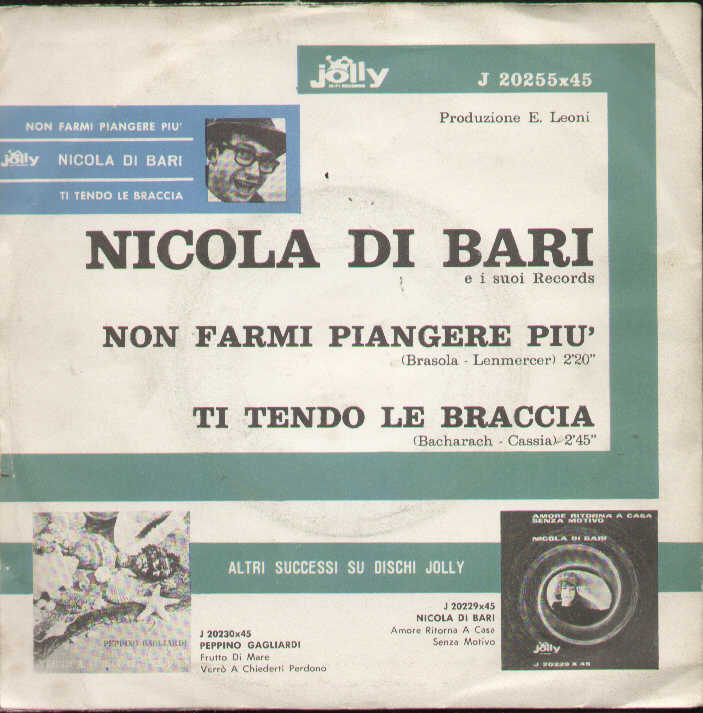 jolly
HI-FI RECORDS
J 20255x45
Produzione E. Leoni
NON FARMI PIANGERE PIU'
jolly
NICOLA DI BARI
TI TENDO LE BRACCIA
NICOLA DI BARI
e i suoi Records
NON FARMI PIANGERE PIU'
(Brasola - Lenmercer) 2'20"
TI TENDO LE BRACCIA
(Bacharach - Cassia) 2'45"
AMORE RITORNA A CASA
SENZA MOTIVO
NICOLA DI BARI
jolly
J 20229 X 45
ALTRI SUCCESSI SU DISCHI JOLLY
PEPPINO GAGLIARDI
J 20230x45
PEPPINO GAGLIARDI
Frutto Di Mare
Verrò A Chiederti Perdono
J 20229x45
NICOLA DI BARI
Amore Ritorna A Casa
Senza Motivo